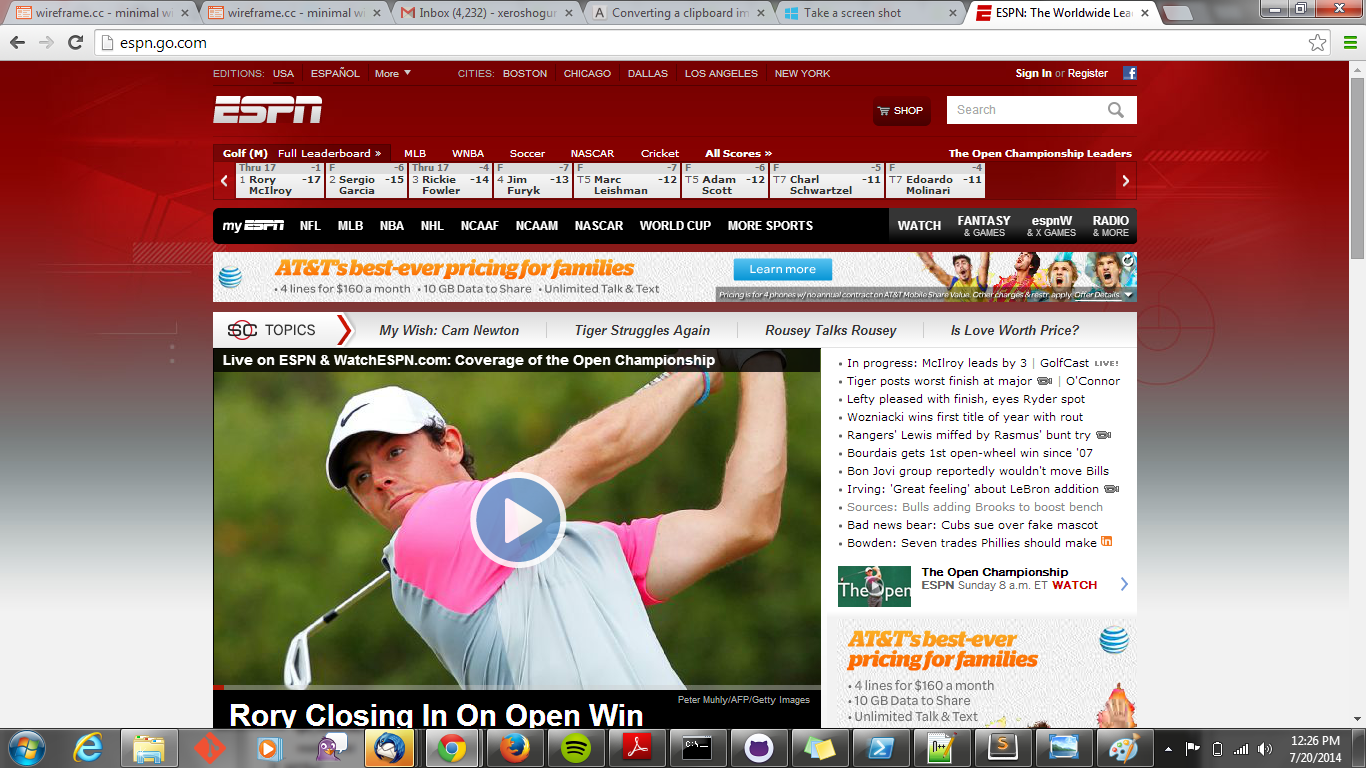 wireframe.cc - minimal wi
wireframe.cc - minimal wi
Inbox (4,232) - xeroshogun
Converting a clipboard im
Take a screen shot
ESPN: The Worldwide Lea
espn.go.com
EDITIONS: USA ESPAÑOL More CITIES: BOSTON CHICAGO DALLAS LOS ANGELES NEW YORK
Sign In or Register
ESPN
SHOP
Search
Golf (M) Full Leaderboard » MLB WNBA Soccer NASCAR Cricket All Scores » The Open Championship Leaders
Thru 17 -1 F -6 Thru 17 -4 F -7 F -7 F -6 F -5 F -4
1 Rory McIlroy -17
2 Sergio Garcia -15
3 Rickie Fowler -14
4 Jim Furyk -13
T5 Marc Leishman -12
T5 Adam Scott -12
T7 Charl Schwartzel -11
T7 Edoardo Molinari -11
my ESPN NFL MLB NBA NHL NCAAF NCAAM NASCAR WORLD CUP MORE SPORTS
WATCH
FANTASY & GAMES
espnW & X GAMES
RADIO & MORE
AT&T's best-ever pricing for families
• 4 lines for $160 a month • 10 GB Data to Share • Unlimited Talk & Text
Learn more
Pricing is for 4 phones w/ no annual contract on AT&T Mobile Share Value. Other charges & restr. apply. Offer Details.
SC TOPICS My Wish: Cam Newton Tiger Struggles Again Rousey Talks Rousey Is Love Worth Price?
Live on ESPN & WatchESPN.com: Coverage of the Open Championship
Peter Muhly/AFP/Getty Images
Rory Closing In On Open Win
• In progress: McIlroy leads by 3 | GolfCast LIVE!
• Tiger posts worst finish at major | O'Connor
• Lefty pleased with finish, eyes Ryder spot
• Wozniacki wins first title of year with rout
• Rangers' Lewis miffed by Rasmus' bunt try
• Bourdais gets 1st open-wheel win since '07
• Bon Jovi group reportedly wouldn't move Bills
• Irving: 'Great feeling' about LeBron addition
• Sources: Bulls adding Brooks to boost bench
• Bad news bear: Cubs sue over fake mascot
• Bowden: Seven trades Phillies should make in
The Open
The Open Championship
ESPN Sunday 8 a.m. ET WATCH
AT&T's best-ever
pricing for families
• 4 lines for $160 a month
• 10 GB Data to Share
• Unlimited Talk & Text
12:26 PM
7/20/2014